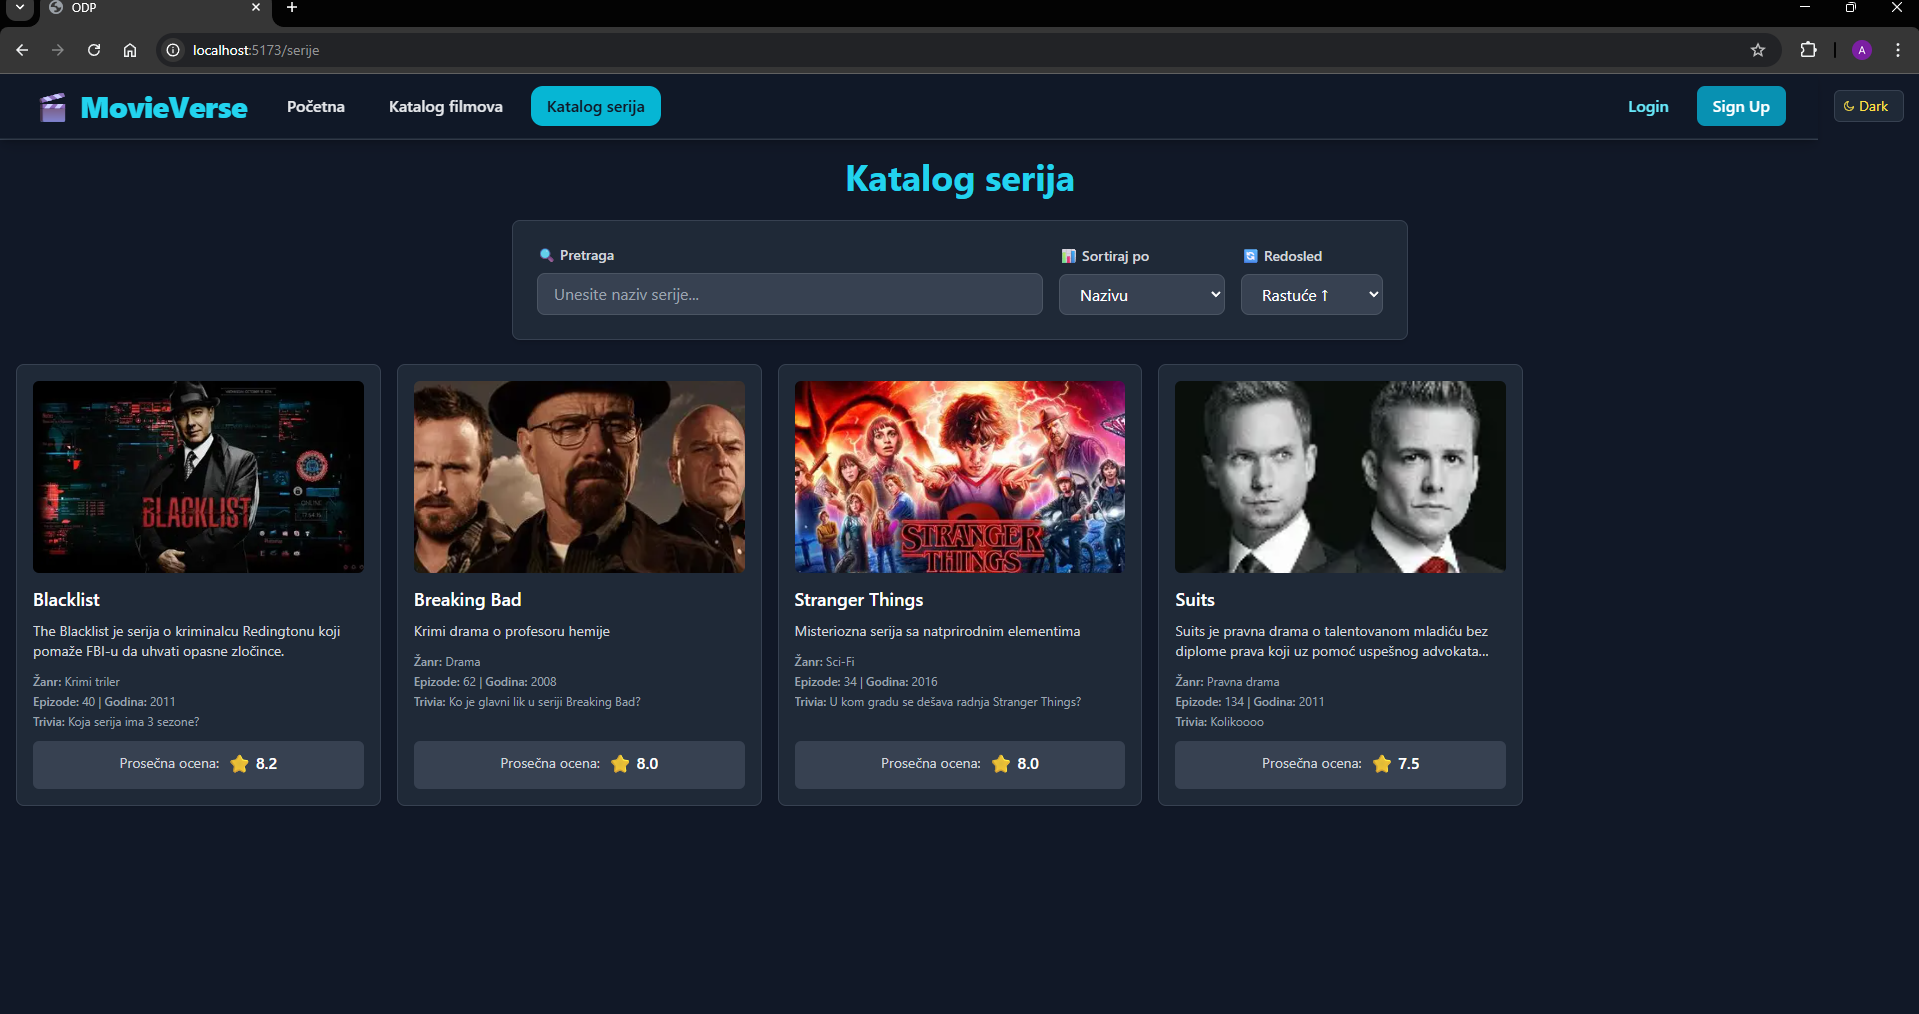 ODP
localhost:5173/serije
A
MovieVerse
Početna
Katalog filmova
Katalog serija
Login
Sign Up
Dark
Katalog serija
Pretraga
Sortiraj po
Redosled
Unesite naziv serije...
Nazivu
Rastuće ↑
BLACKLIST
STRANGER
THINGS
Blacklist
The Blacklist je serija o kriminalcu Redingtonu koji
pomaže FBI-u da uhvati opasne zločince.
Žanr: Krimi triler
Epizode: 40 | Godina: 2011
Trivia: Koja serija ima 3 sezone?
Prosečna ocena: ⭐ 8.2
Breaking Bad
Krimi drama o profesoru hemije
Žanr: Drama
Epizode: 62 | Godina: 2008
Trivia: Ko je glavni lik u seriji Breaking Bad?
Prosečna ocena: ⭐ 8.0
Stranger Things
Misteriozna serija sa natprirodnim elementima
Žanr: Sci-Fi
Epizode: 34 | Godina: 2016
Trivia: U kom gradu se dešava radnja Stranger Things?
Prosečna ocena: ⭐ 8.0
Suits
Suits je pravna drama o talentovanom mladiću bez
diplome prava koji uz pomoć uspešnog advokata...
Žanr: Pravna drama
Epizode: 134 | Godina: 2011
Trivia: Kolikoooo
Prosečna ocena: ⭐ 7.5